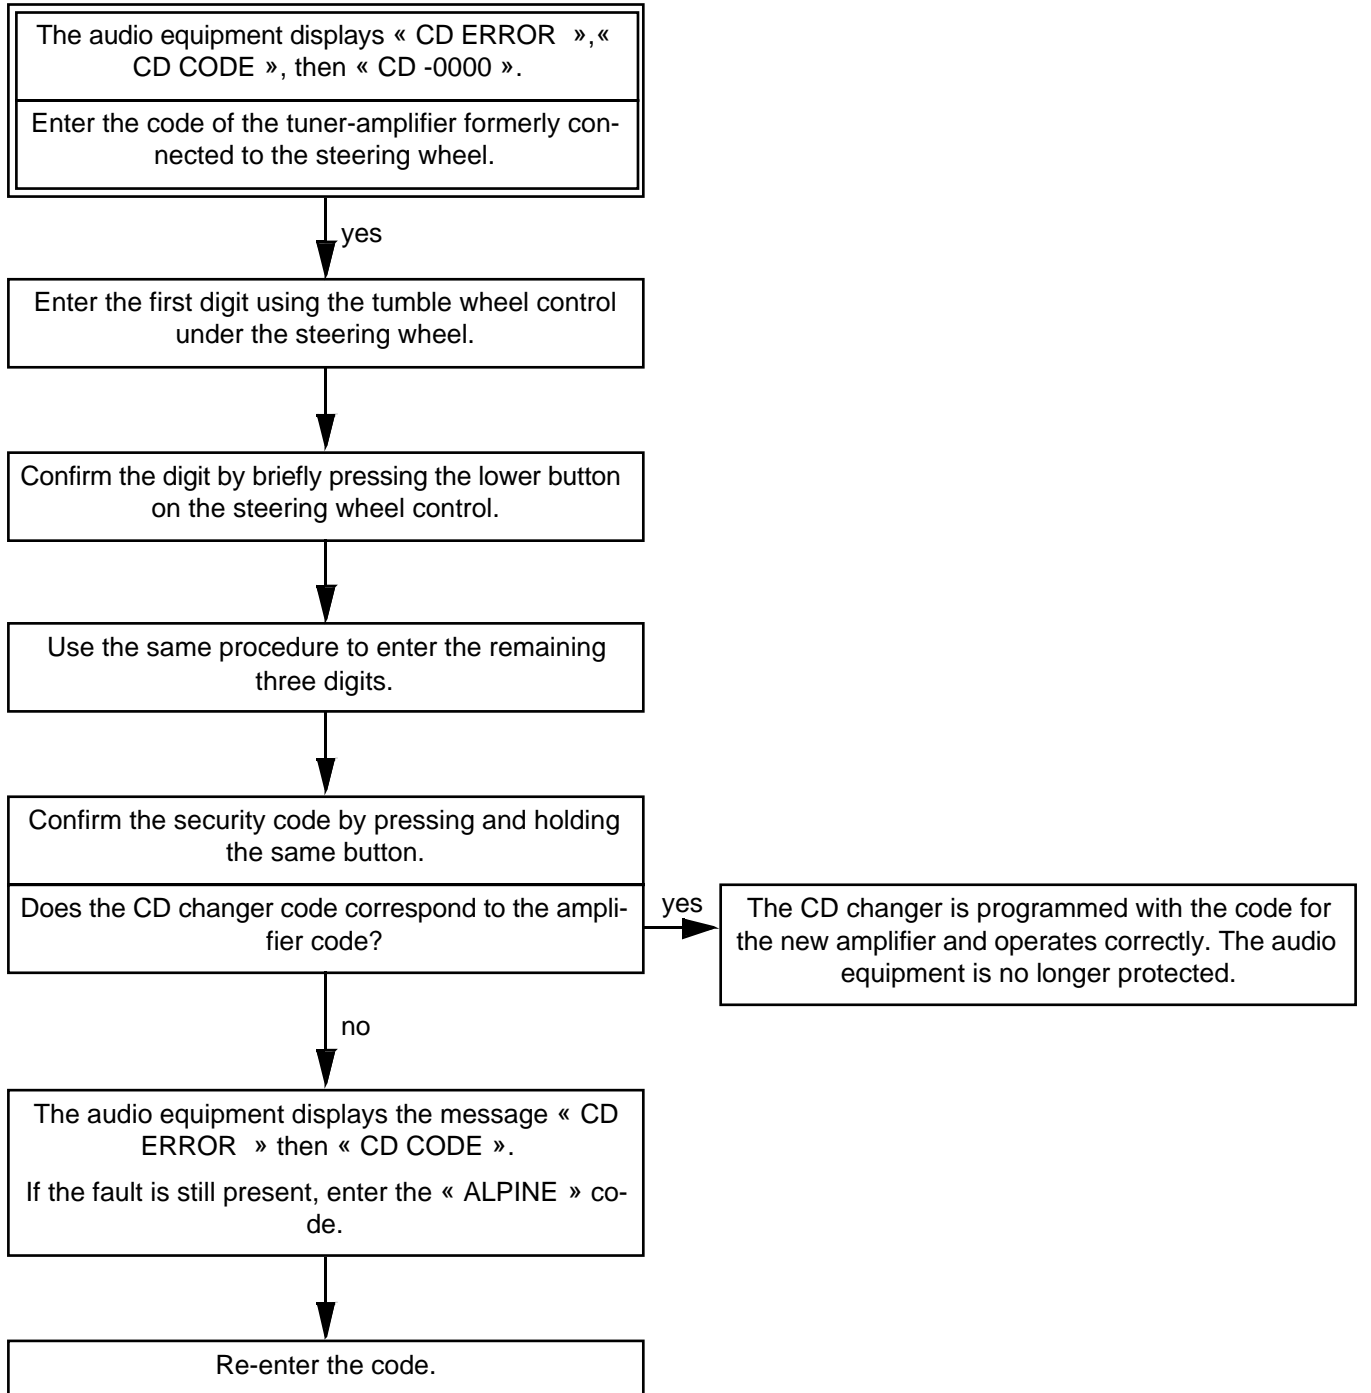 The audio equipment displays « CD ERROR  »,«
CD CODE », then « CD -0000 ».
Enter the code of the tuner-amplifier formerly con-
nected to the steering wheel.
yes
Enter the first digit using the tumble wheel control
under the steering wheel.
Confirm the digit by briefly pressing the lower button
on the steering wheel control.
Use the same procedure to enter the remaining
three digits.
Confirm the security code by pressing and holding
the same button.
Does the CD changer code correspond to the ampli-
fier code?
yes
The CD changer is programmed with the code for
the new amplifier and operates correctly. The audio
equipment is no longer protected.
no
The audio equipment displays the message « CD
ERROR  » then « CD CODE ».
If the fault is still present, enter the « ALPINE » co-
de.
Re-enter the code.